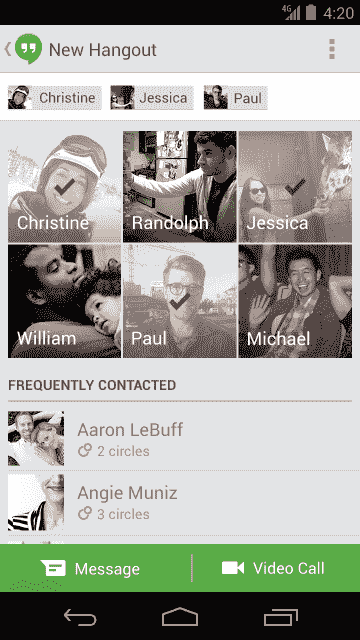 4G 4:20
New Hangout
Christine Jessica Paul
Christine Randolph Jessica
William Paul Michael
FREQUENTLY CONTACTED
Aaron LeBuff
2 circles
Angie Muniz
3 circles
Message Video Call